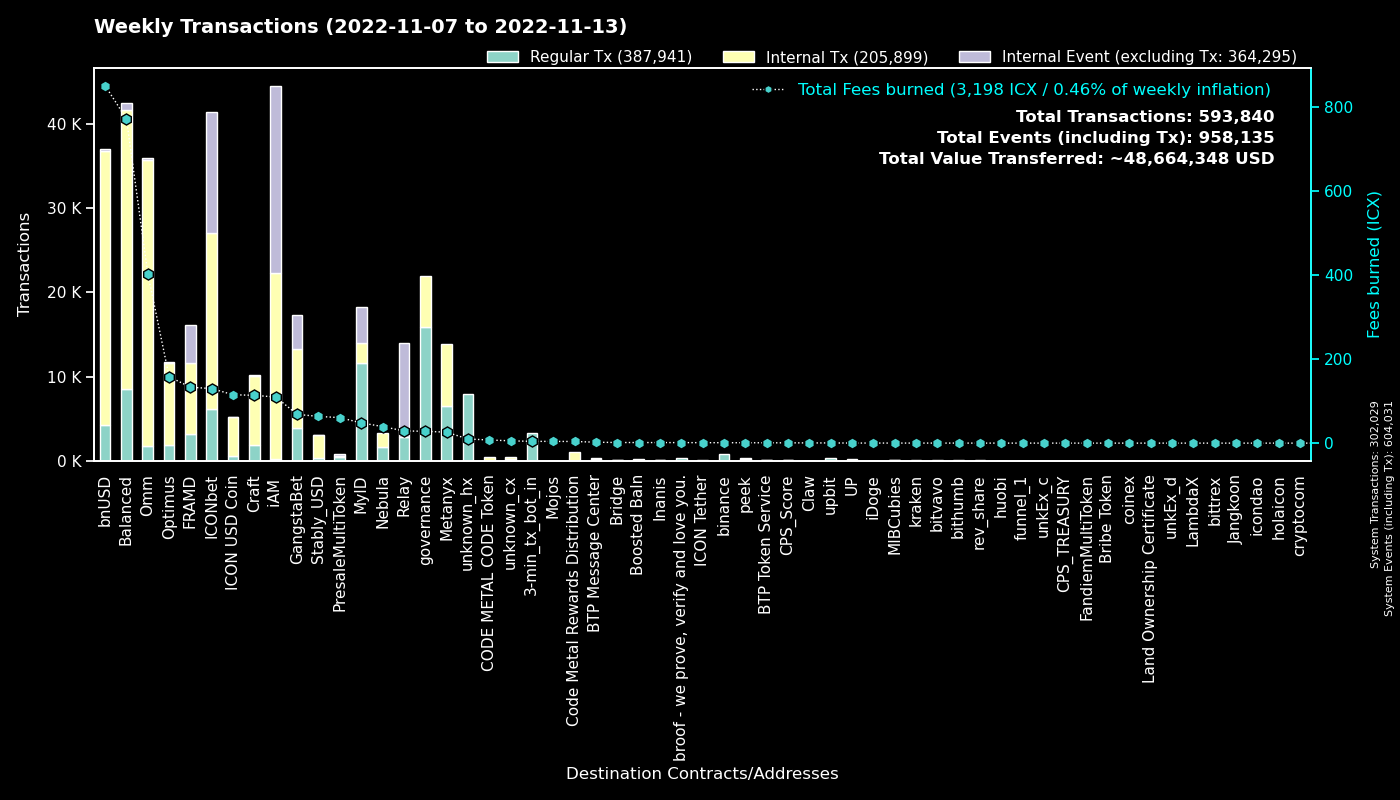 Weekly Transactions (2022-11-07 to 2022-11-13)
Regular Tx (387,941)
Internal Tx (205,899)
Internal Event (excluding Tx: 364,295)
Total Fees burned (3,198 ICX / 0.46% of weekly inflation)
Total Transactions: 593,840
Total Events (including Tx): 958,135
Total Value Transferred: ~48,664,348 USD
Transactions
40 K
30 K
20 K
10 K
0 K
800
600
400
200
0
Fees burned (ICX)
System Transactions: 302,029
System Events (including Tx): 604,031
bnUSD
Balanced
Omm
Optimus
FRAMD
ICONbet
ICON USD Coin
Craft
iAM
GangstaBet
Stably_USD
PresaleMultiToken
MyID
Nebula
Relay
governance
Metanyx
unknown_hx
CODE METAL CODE Token
unknown_cx
3-min_tx_bot_in
Mojos
Code Metal Rewards Distribution
BTP Message Center
Bridge
Boosted Baln
Inanis
broof - we prove, verify and love you.
ICON Tether
binance
peek
BTP Token Service
CPS_Score
Claw
upbit
UP
iDoge
MIBCubies
kraken
bitvavo
bithumb
rev_share
huobi
funnel_1
unkEx_c
CPS_TREASURY
FandiemMultiToken
Bribe Token
coinex
Land Ownership Certificate
unkEx_d
LambdaX
bittrex
Jangkoon
icondao
holaicon
cryptocom
Destination Contracts/Addresses